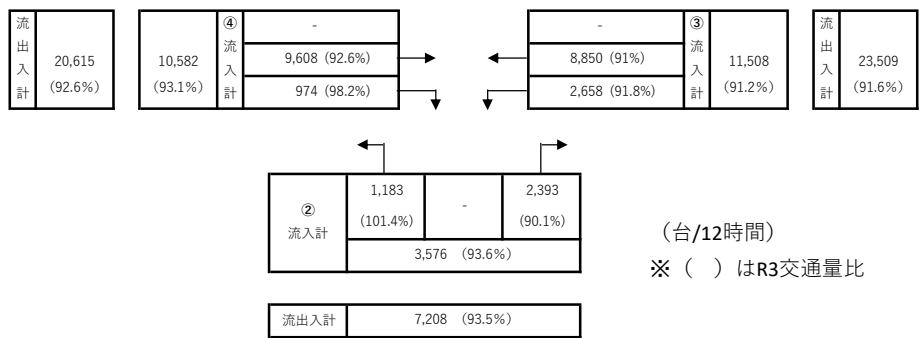 流出入計
20,615
(92.6%)
10,582
(93.1%)
④
流入計
-
9,608 (92.6%)
974 (98.2%)
-
8,850 (91%)
2,658 (91.8%)
③
流入計
11,508
(91.2%)
流出入計
23,509
(91.6%)
②
流入計
1,183
(101.4%)
-
2,393
(90.1%)
3,576 (93.6%)
(台/12時間)
※( )はR3交通量比
流出入計 7,208 (93.5%)